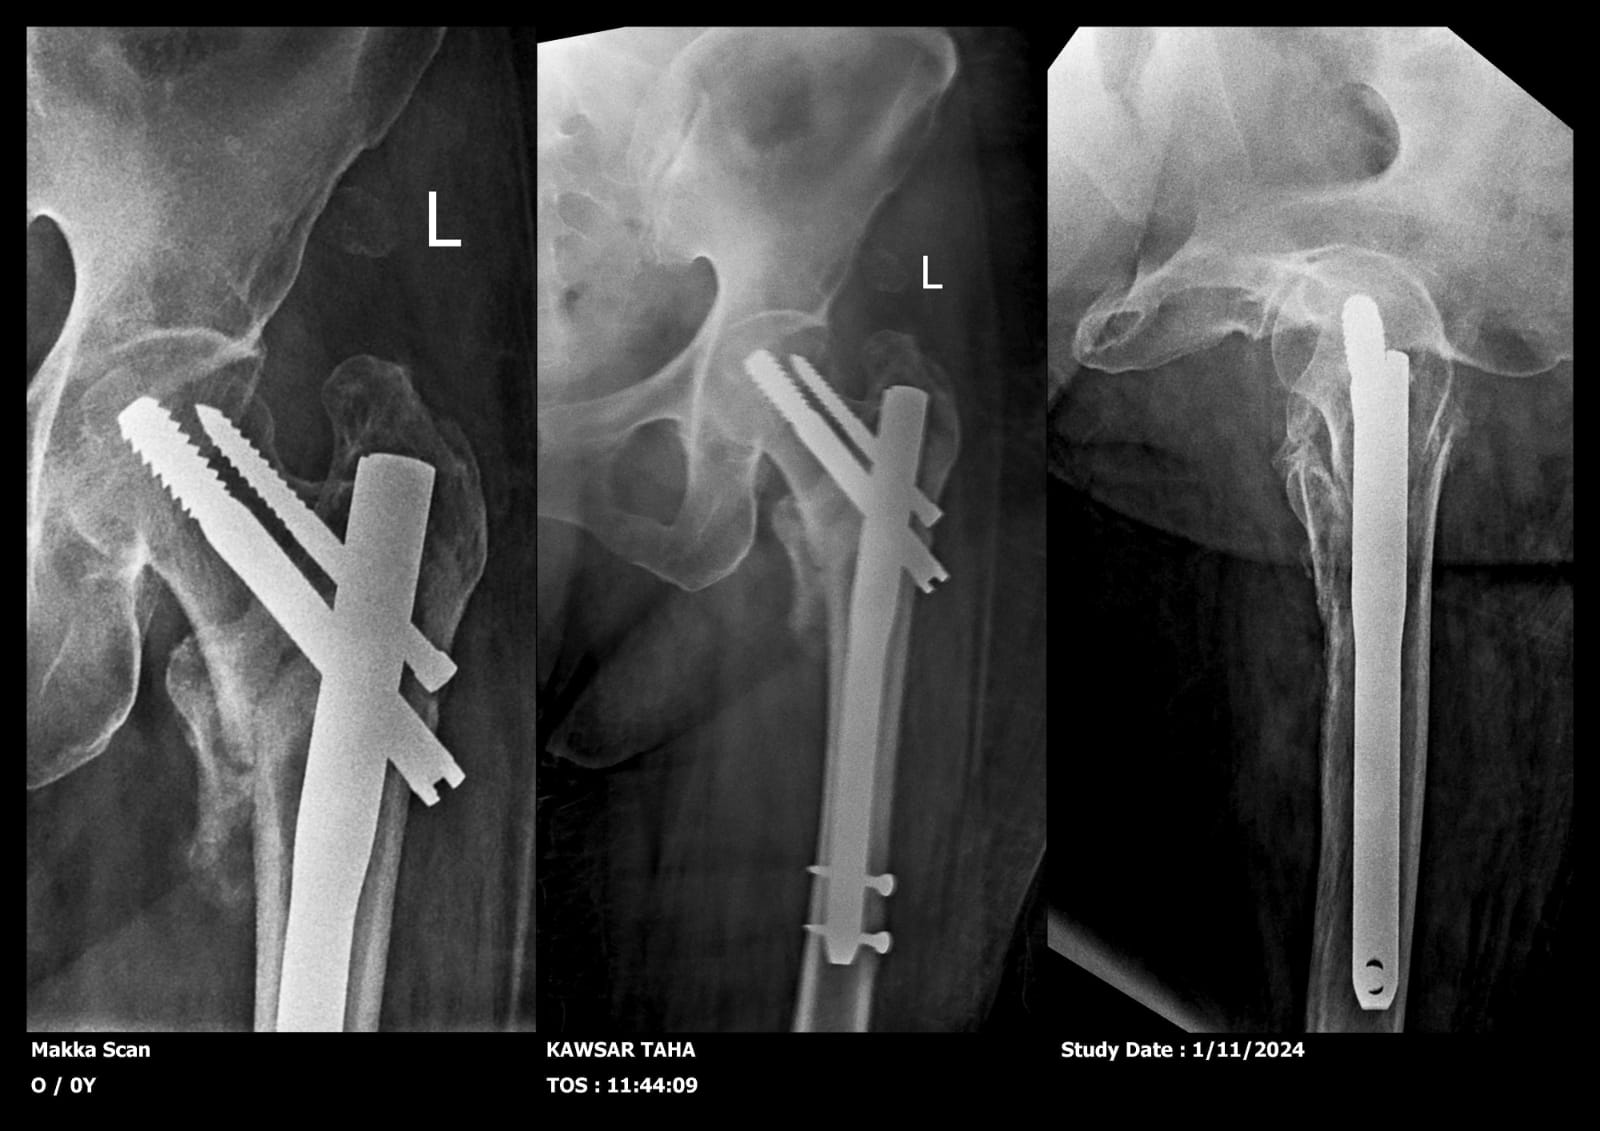 L
L
Makka Scan
O / 0Y
KAWSAR TAHA
TOS : 11:44:09
Study Date : 1/11/2024